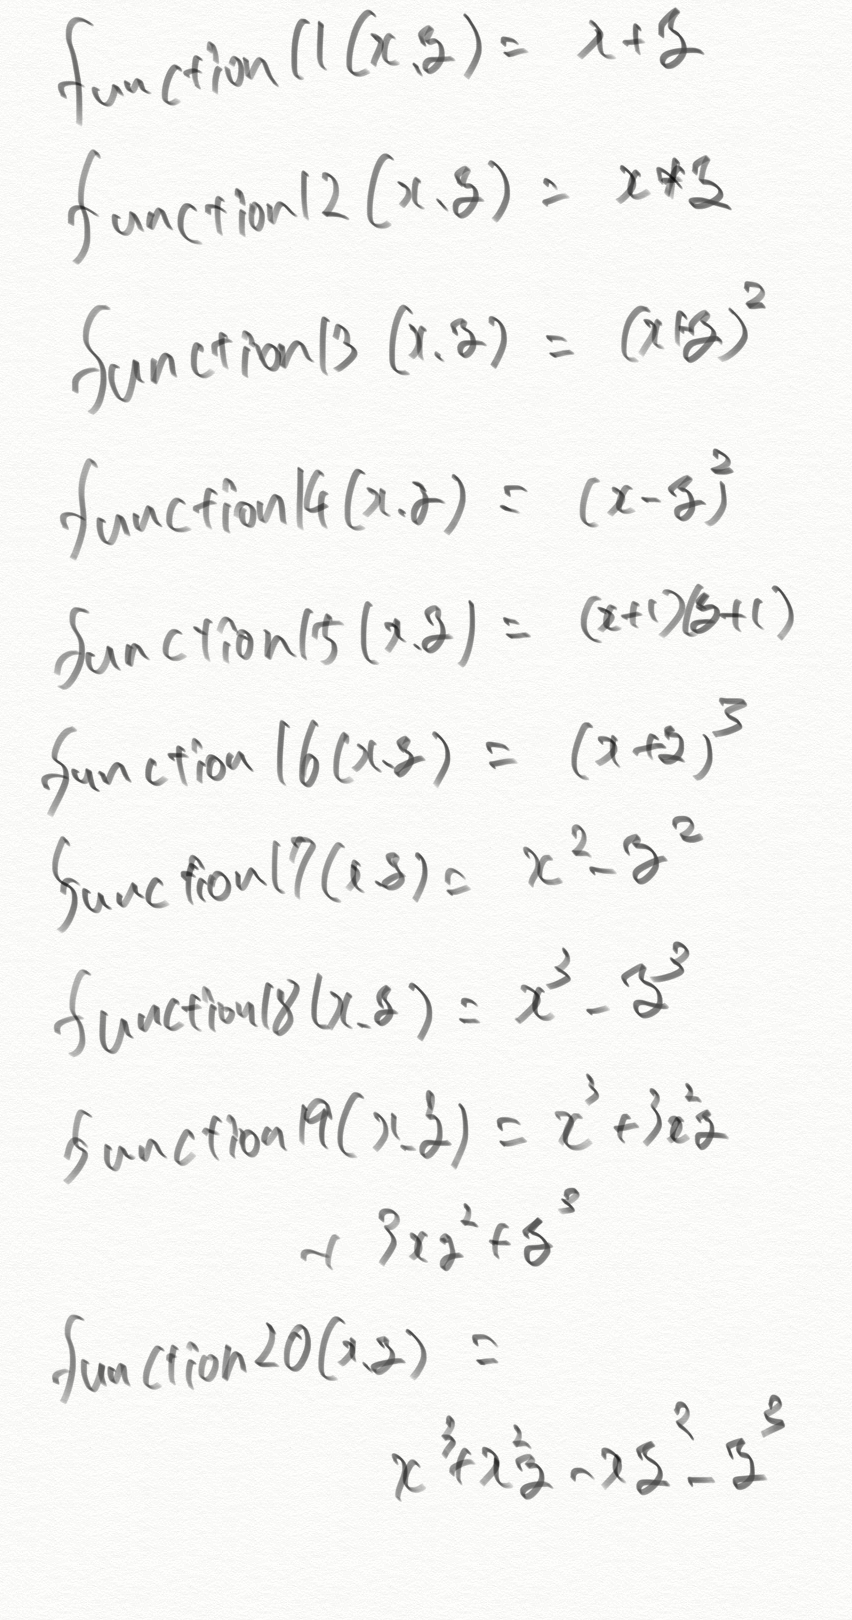 function11(x,y) = x+y
function12(x,y) = x*y
function13(x,y) = (x+y)^2
function14(x,y) = (x-y)^2
function15(x,y) = (x+1)(y+1)
function16(x,y) = (x+y)^3
function17(x,y) = x^2-y^2
function18(x,y) = x^3-y^3
function19(x,y) = x^3+3x^2y
+ 3xy^2+y^3
function20(x,y) =
x^3+x^2y-xy^2-y^3